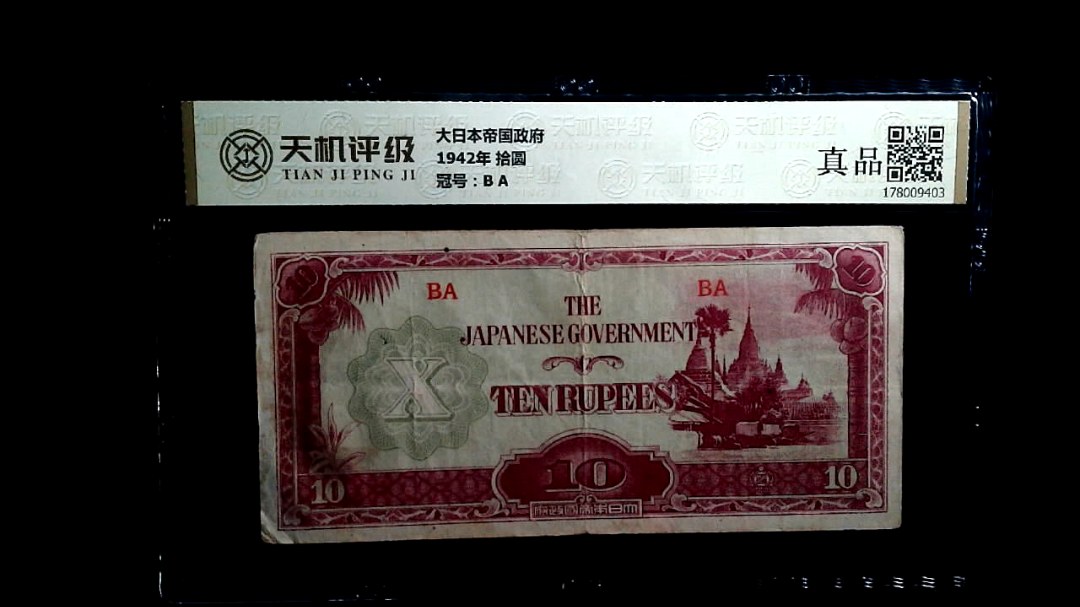 天机评级
TIAN JI PING JI
大日本帝国政府
1942年 拾圆
冠号：B A
真品
178009403
BA
BA
THE
JAPANESE GOVERNMENT
X
TEN RUPEES
10
10
10